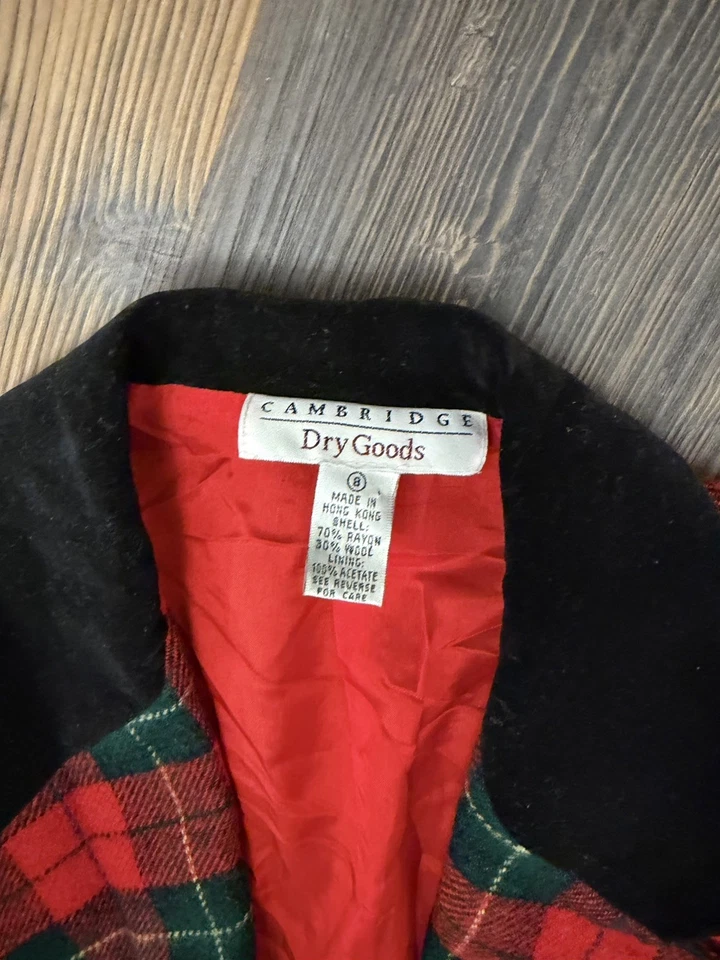 CAMBRIDGE
Dry Goods
8
MADE IN
HONG KONG
SHELL:
70% RAYON
30% WOOL
LINING:
100% ACETATE
SEE REVERSE
FOR CARE